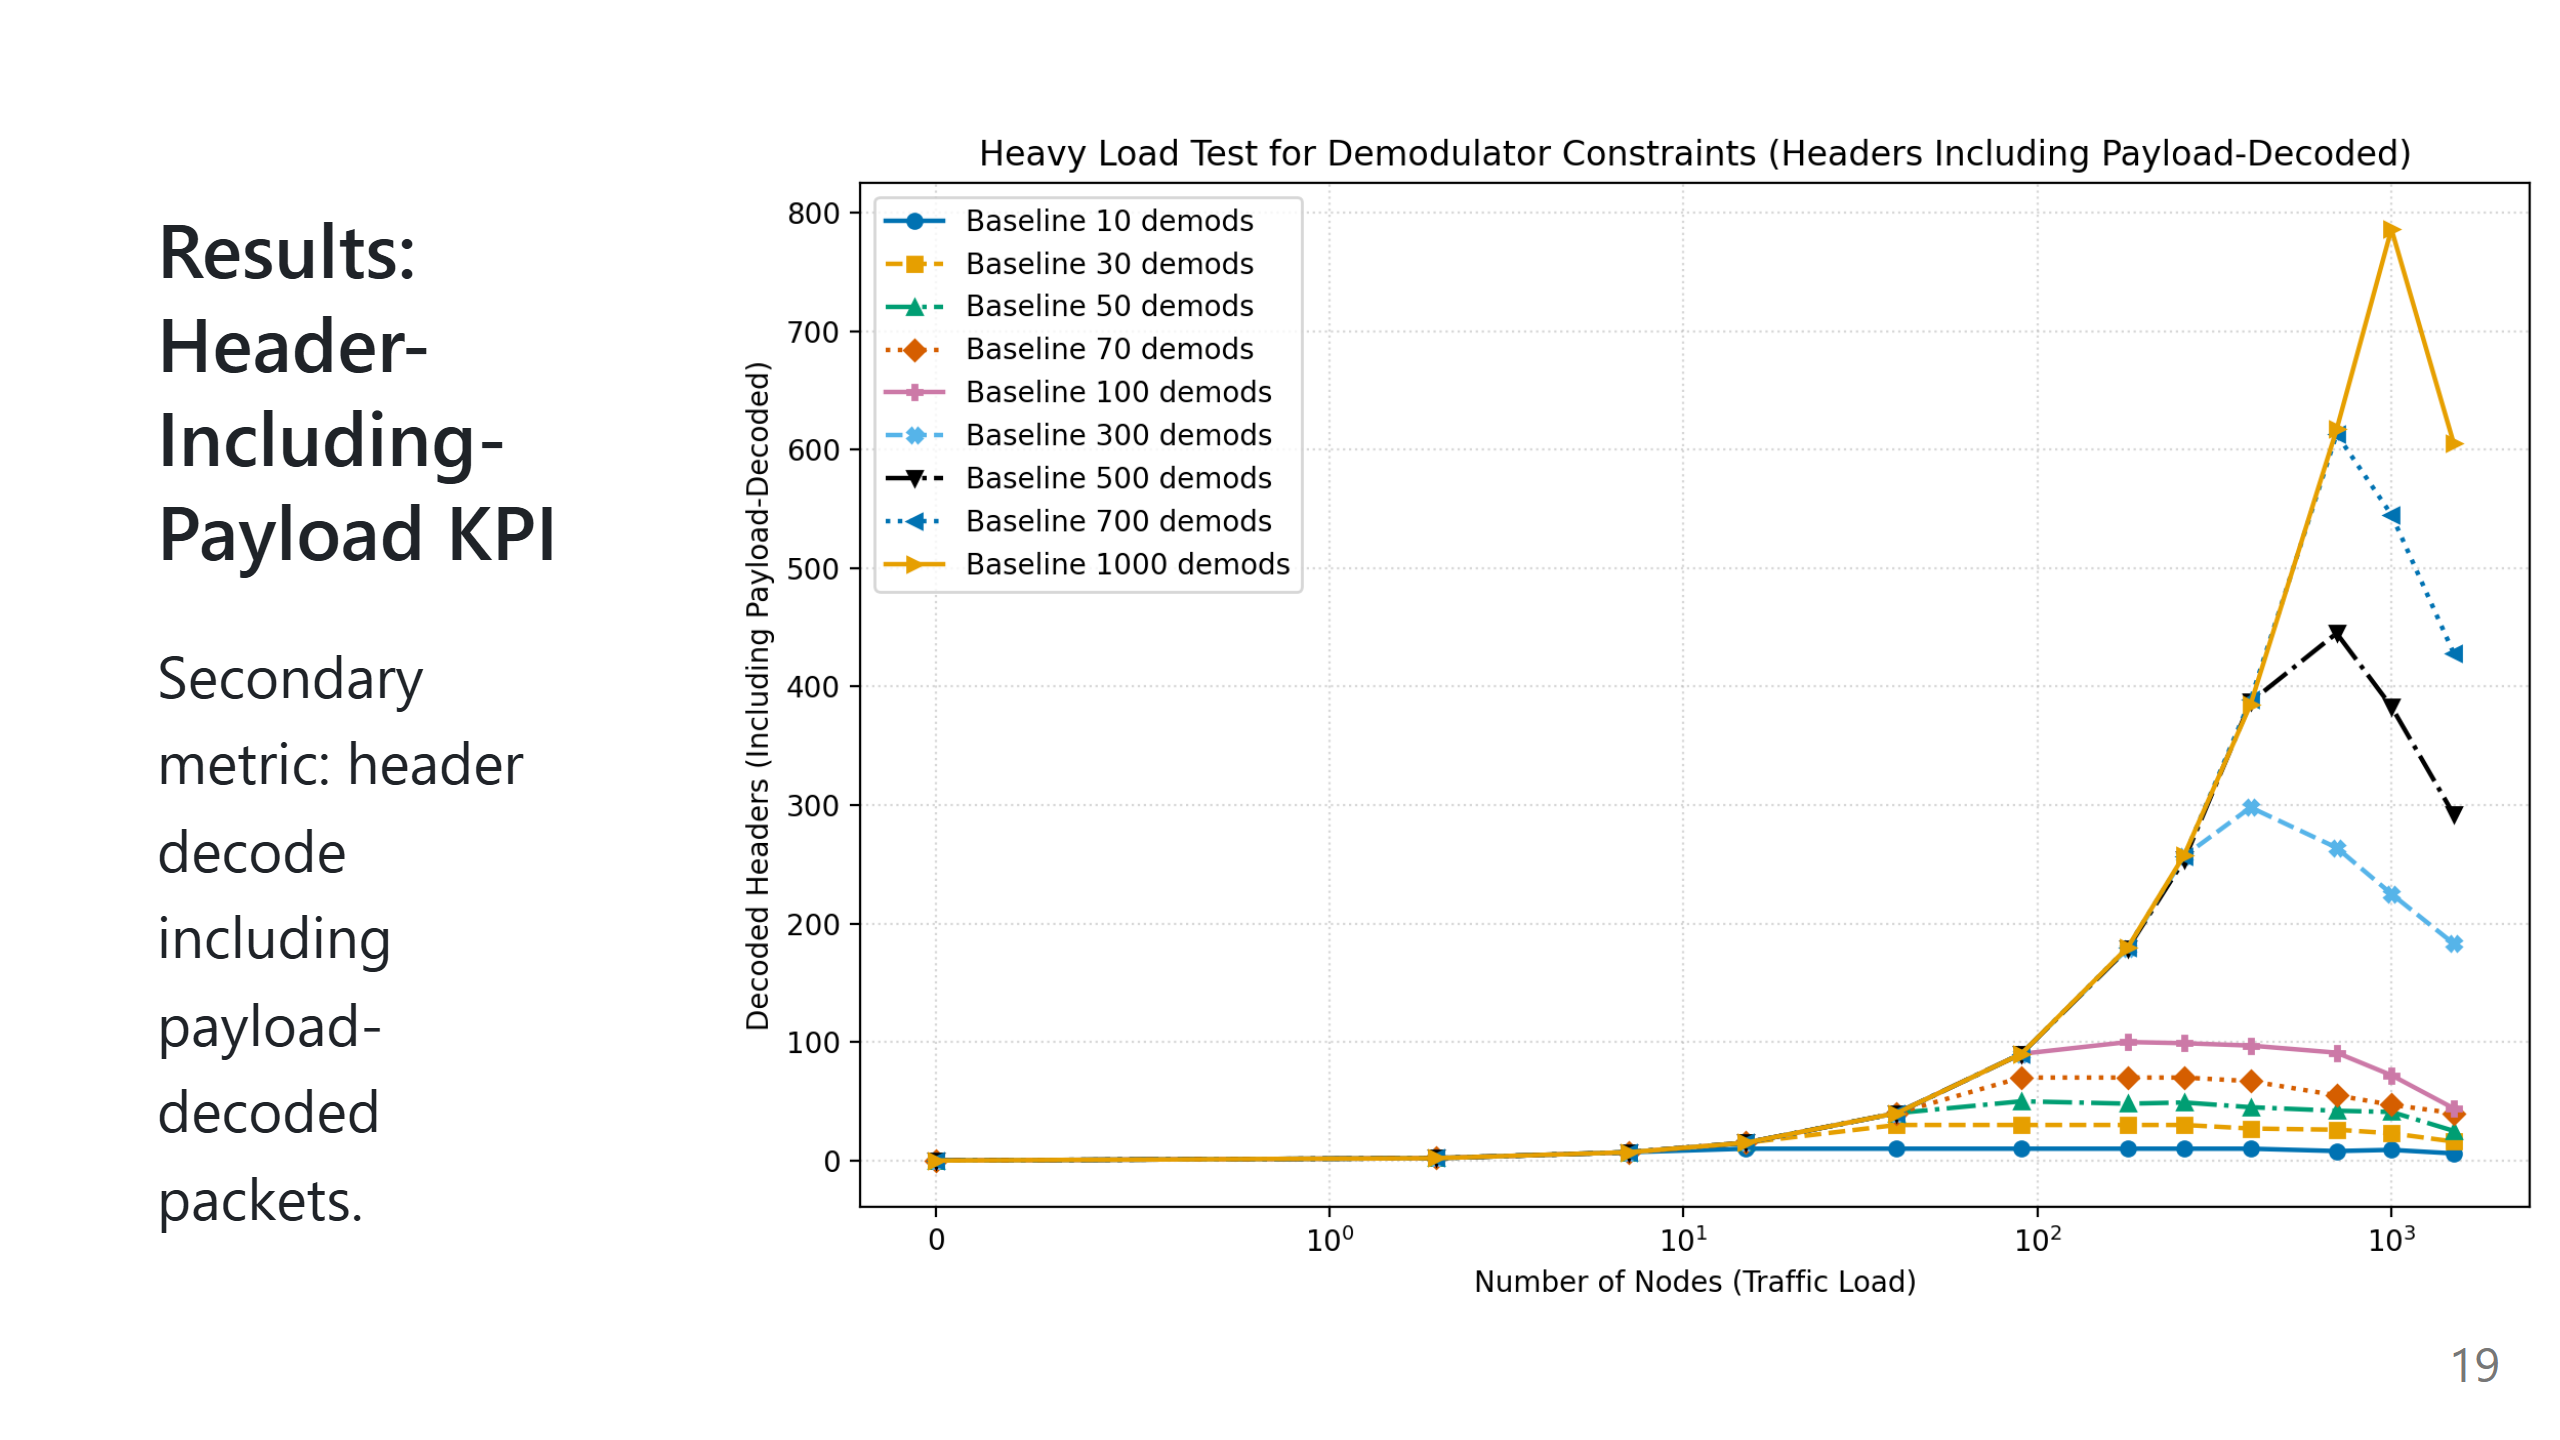 Results:
Header-
Including-
Payload KPI
Secondary
metric: header
decode
including
payload-
decoded
packets.
Heavy Load Test for Demodulator Constraints (Headers Including Payload-Decoded)
Decoded Headers (Including Payload-Decoded)
800
700
600
500
400
300
200
100
0
Baseline 10 demods
Baseline 30 demods
Baseline 50 demods
Baseline 70 demods
Baseline 100 demods
Baseline 300 demods
Baseline 500 demods
Baseline 700 demods
Baseline 1000 demods
0 10⁰ 10¹ 10² 10³
Number of Nodes (Traffic Load)
19